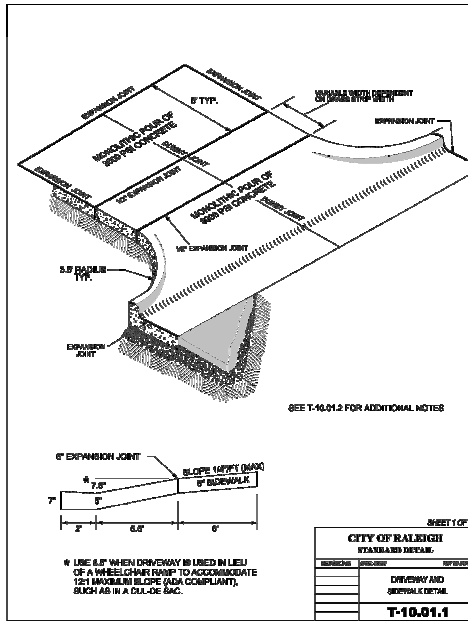 EXPANSION JOINT
EXPANSION JOINT
5' TYP.
VARIABLE WIDTH DEPENDENT
ON GRASS STRIP WIDTH
EXPANSION JOINT
MONOLITHIC POUR OF
3000 PSI CONCRETE
DUMMY JOINT
EXPANSION JOINT
1/2" EXPANSION JOINT
MONOLITHIC POUR OF
3000 PSI CONCRETE
DUMMY JOINT
1/2" EXPANSION JOINT
3.5' RADIUS
TYP.
EXPANSION
JOINT
SEE T-10.01.2 FOR ADDITIONAL NOTES
6" EXPANSION JOINT
SLOPE 1/4"/FT (MAX)
* 7.5"
6" SIDEWALK
7"
2'
6'
* USE 8.5" WHEN DRIVEWAY IS USED IN LIEU
OF A WHEELCHAIR RAMP TO ACCOMMODATE
12:1 MAXIMUM SLOPE (ADA COMPLIANT),
SUCH AS IN A CUL-DE SAC.
SHEET 1 OF
CITY OF RALEIGH
STANDARD DETAIL
DRIVEWAY AND
SIDEWALK DETAIL
T-10.01.1